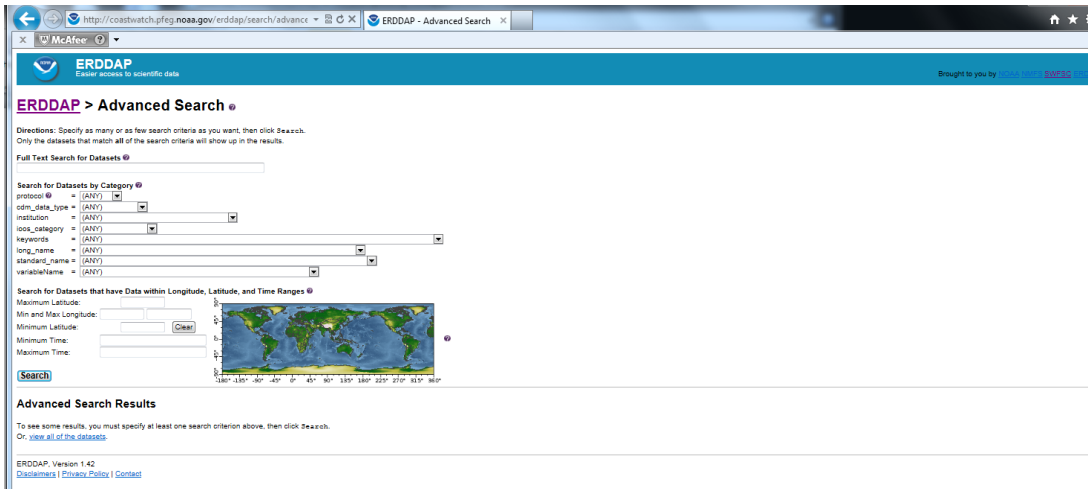 http://coastwatch.pfeg.noaa.gov/erddap/search/advance
ERDDAP - Advanced Search
McAfee
ERDDAP
Easier access to scientific data
Brought to you by NOAA NMFS SWFSC
ERDDAP > Advanced Search
Directions: Specify as many or as few search criteria as you want, then click Search.
Only the datasets that match all of the search criteria will show up in the results.
Full Text Search for Datasets
Search for Datasets by Category
protocol = (ANY)
cdm_data_type = (ANY)
institution = (ANY)
ioos_category = (ANY)
keywords = (ANY)
long_name = (ANY)
standard_name = (ANY)
variableName = (ANY)
Search for Datasets that have Data within Longitude, Latitude, and Time Ranges
Maximum Latitude:
Min and Max Longitude:
Minimum Latitude: Clear
Minimum Time:
Maximum Time:
Search
-180° -135° -90° -45° 0° 45° 90° 135° 180° 225° 270° 315° 360°
Advanced Search Results
To see some results, you must specify at least one search criterion above, then click Search.
Or, view all of the datasets.
ERDDAP, Version 1.42
Disclaimers | Privacy Policy | Contact